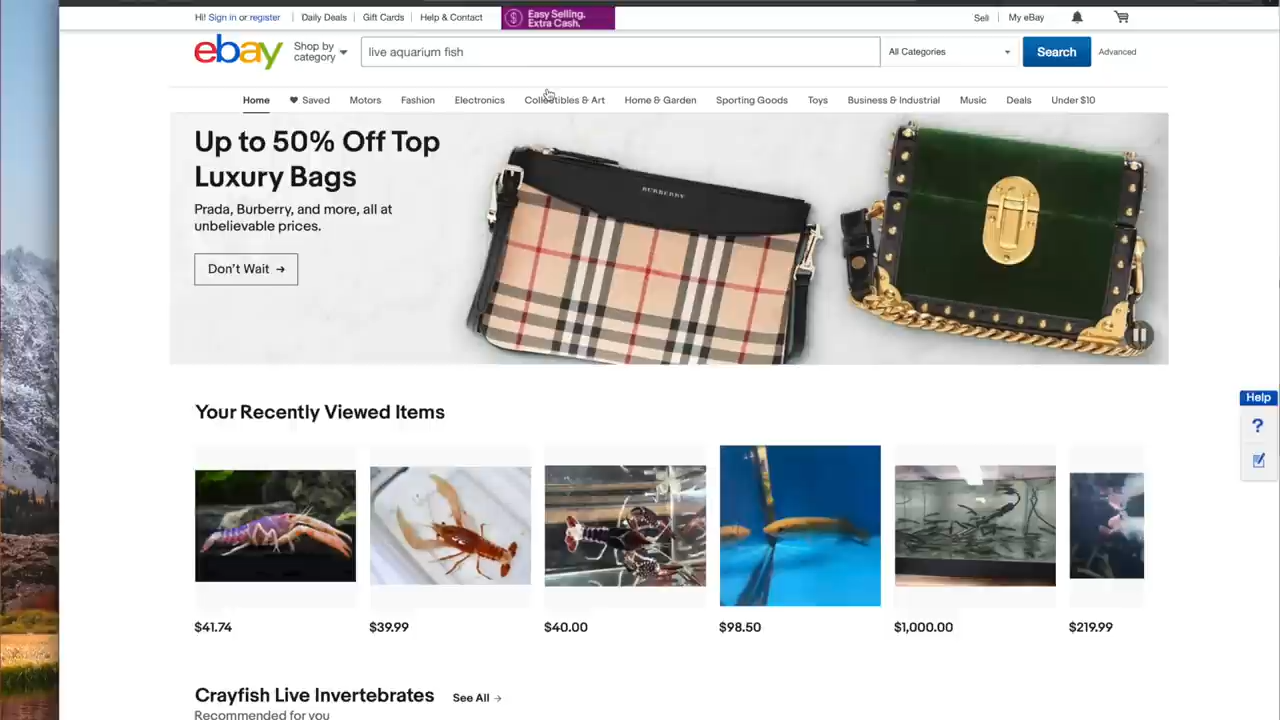 Hi! Sign in or register
Daily Deals
Gift Cards
Help & Contact
Easy Selling.
Extra Cash.
Sell
My eBay
ebay
Shop by
category
live aquarium fish
All Categories
Search
Advanced
Home
Saved
Motors
Fashion
Electronics
Collectibles & Art
Home & Garden
Sporting Goods
Toys
Business & Industrial
Music
Deals
Under $10
Up to 50% Off Top
Luxury Bags
Prada, Burberry, and more, all at
unbelievable prices.
Don't Wait →
BURBERRY
Help
?
Your Recently Viewed Items
$41.74
$39.99
$40.00
$98.50
$1,000.00
$219.99
Crayfish Live Invertebrates
See All →
Recommended for you